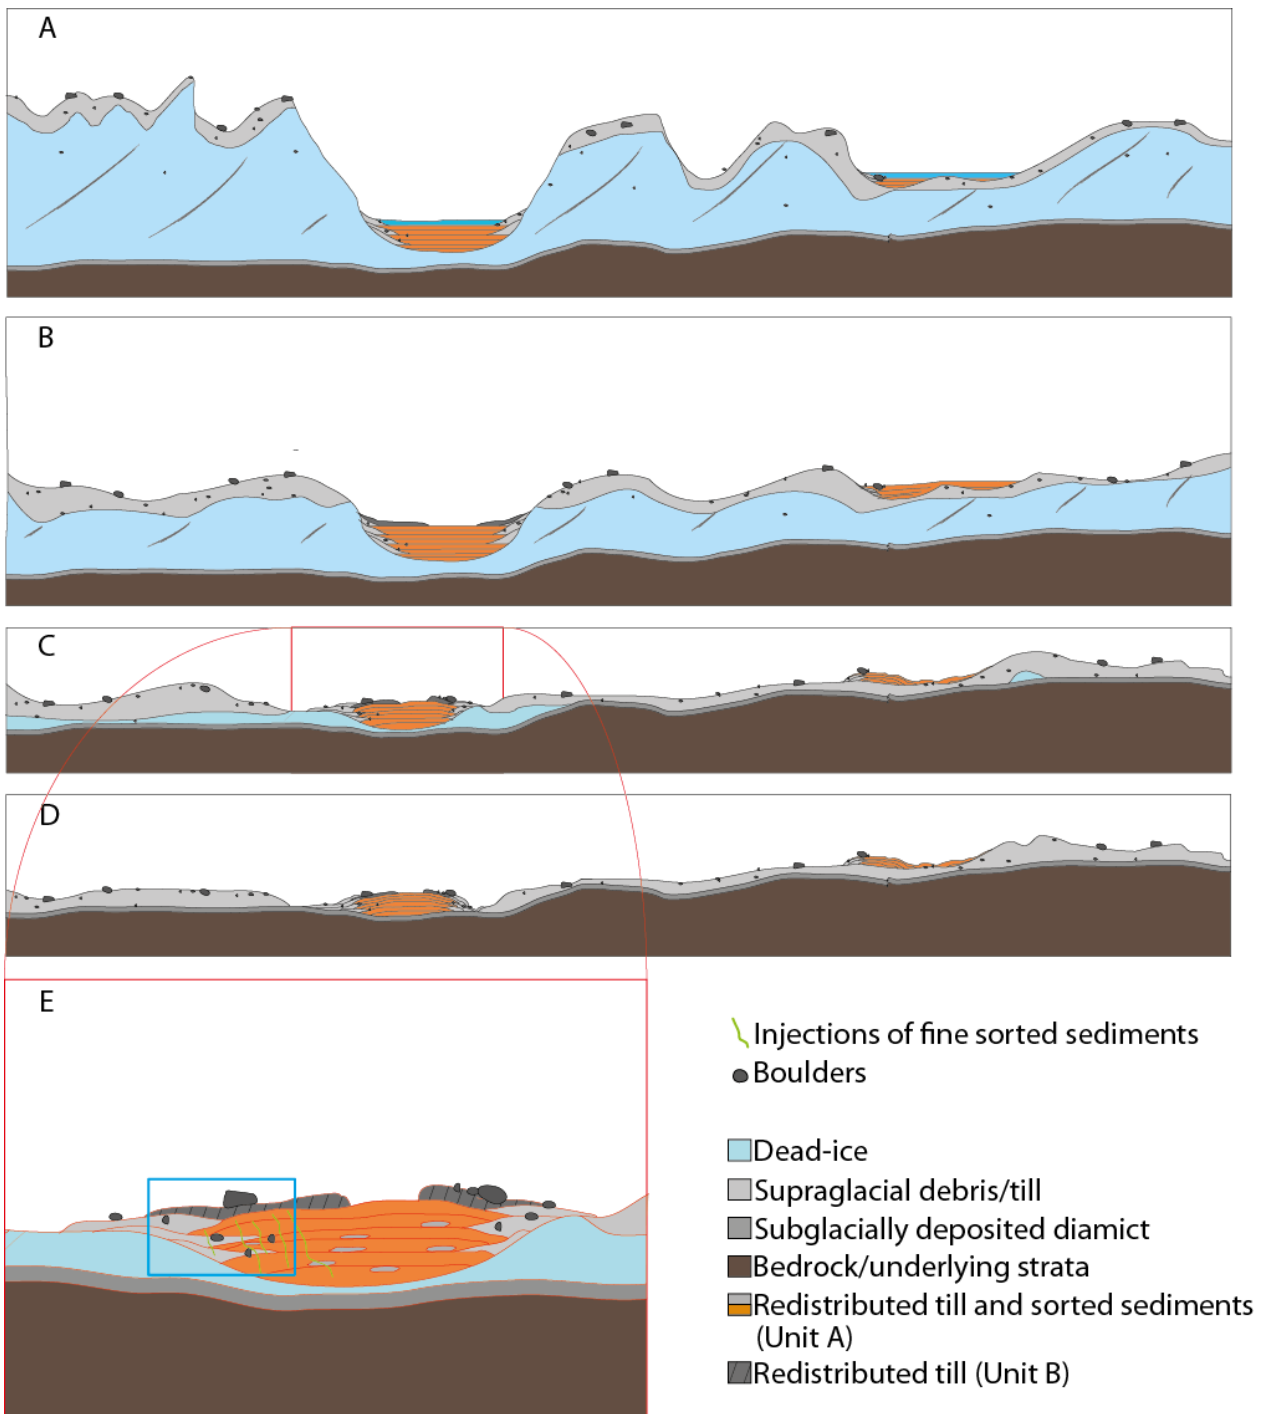 A
B
C
D
E
Injections of fine sorted sediments
Boulders
Dead-ice
Supraglacial debris/till
Subglacially deposited diamict
Bedrock/underlying strata
Redistributed till and sorted sediments
(Unit A)
Redistributed till (Unit B)